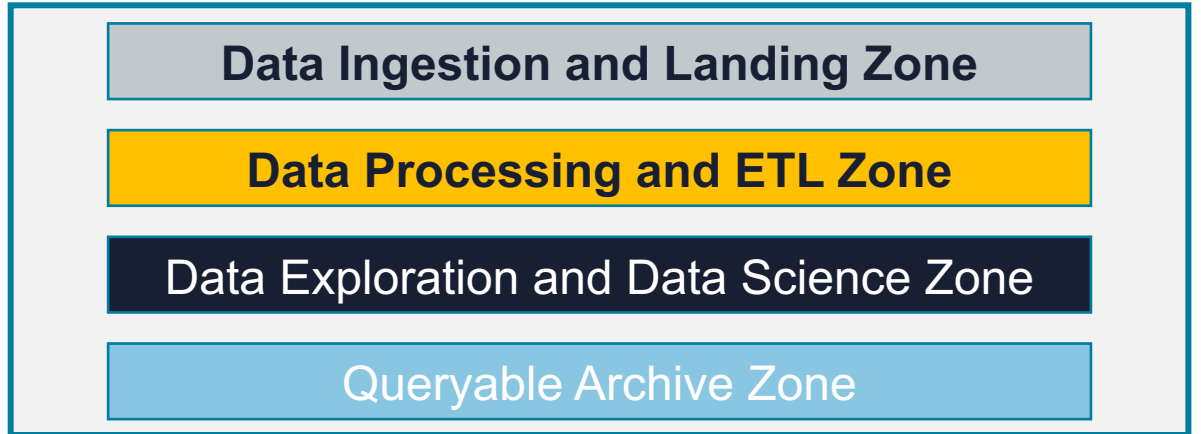 Data Ingestion and Landing Zone
Data Processing and ETL Zone
Data Exploration and Data Science Zone
Queryable Archive Zone